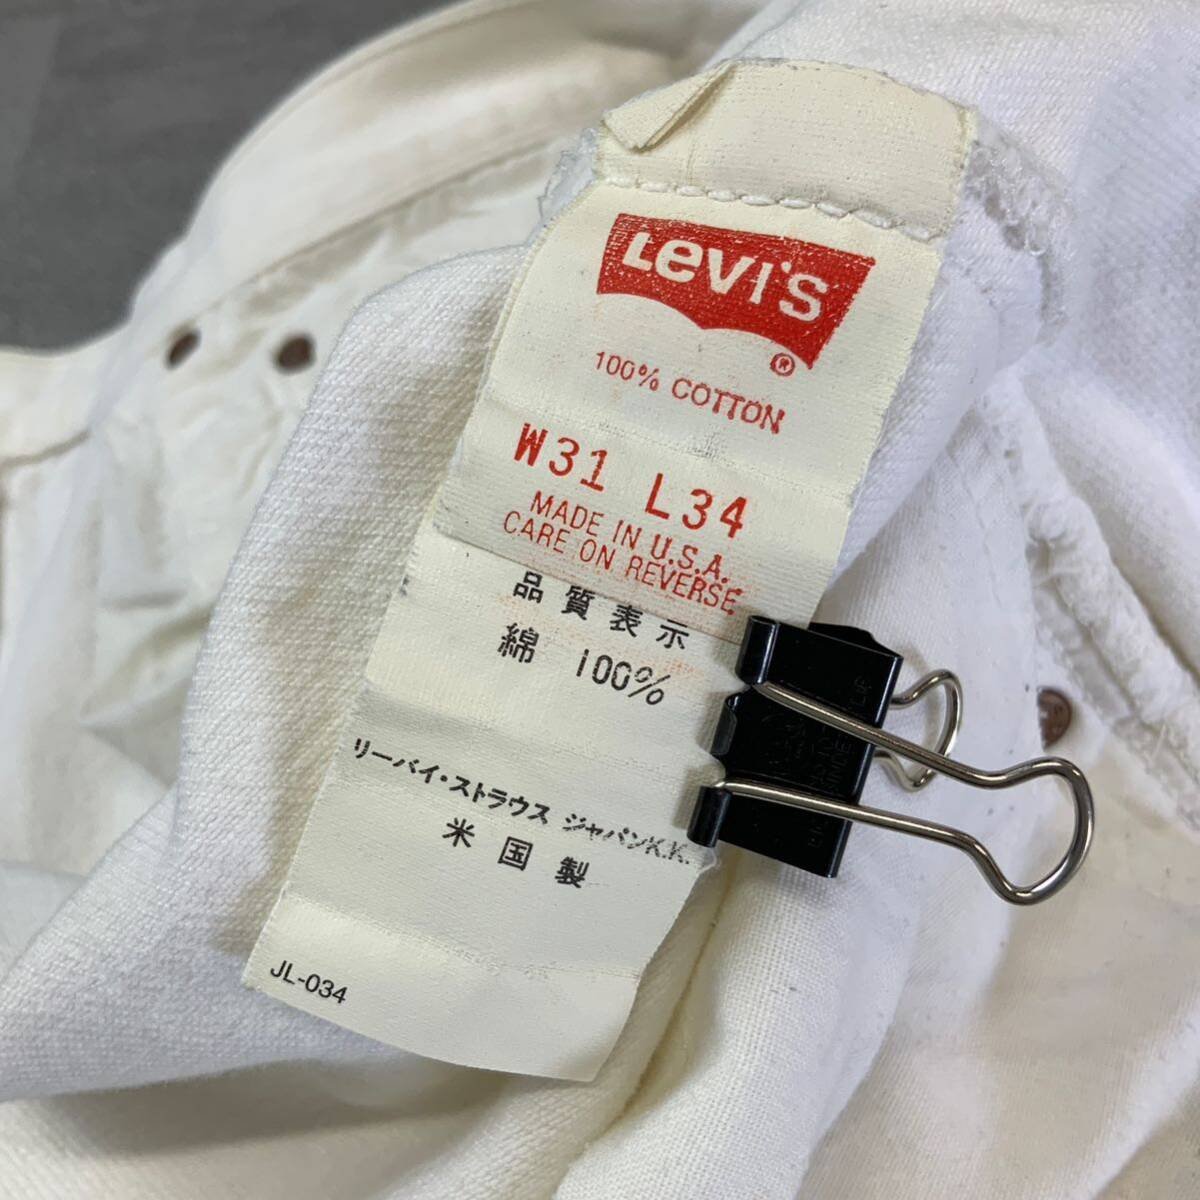 Levi's
®
100% COTTON
W31 L34
MADE IN U.S.A.
CARE ON REVERSE
品質表示
綿 100%
リーバイ・ストラウス ジャパンK.K.
米国製
JL-034